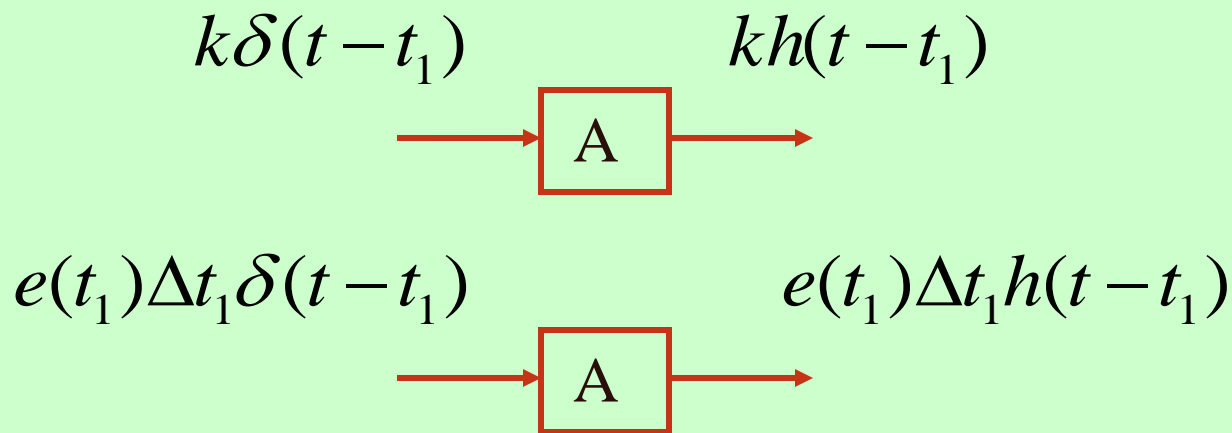 kδ(t − t₁) kh(t − t₁)
A
e(t₁)Δt₁δ(t − t₁) e(t₁)Δt₁h(t − t₁)
A